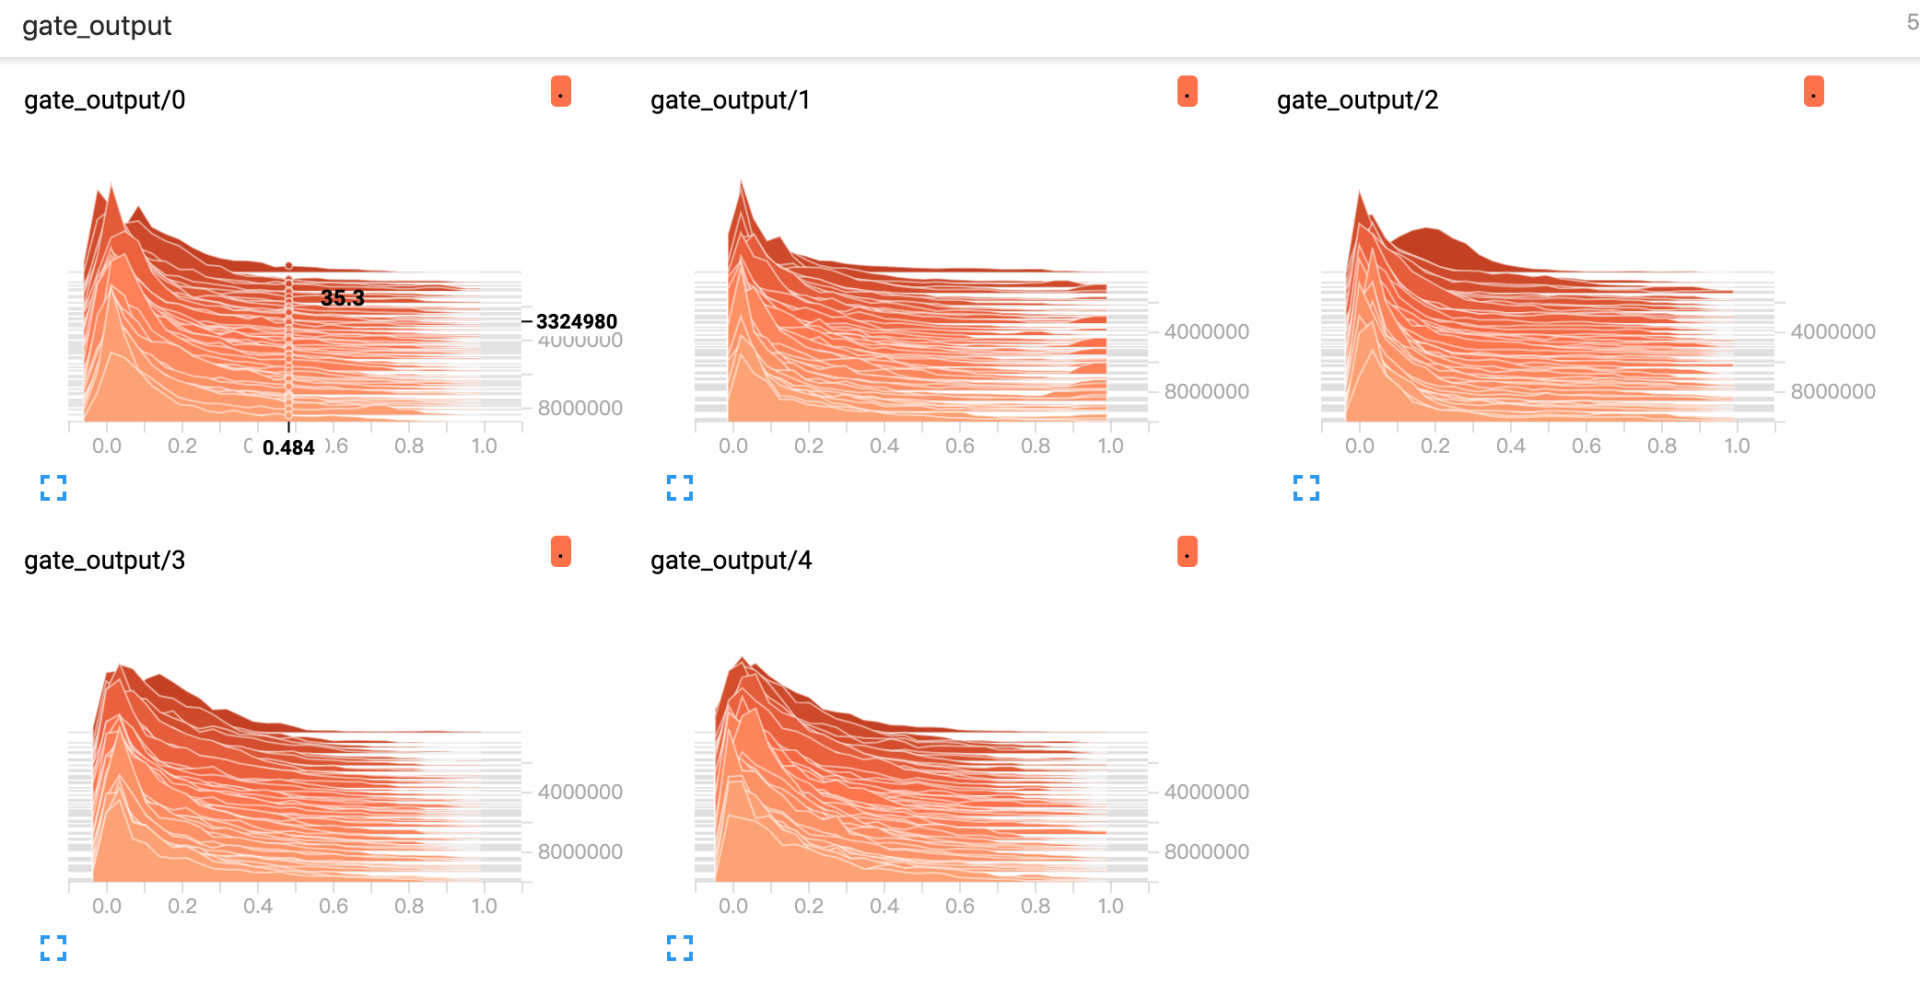 gate_output 5
gate_output/0 .
35.3
3324980
4000000
8000000
0.0 0.2 0.484 0.8 1.0
gate_output/1 .
4000000
8000000
0.0 0.2 0.4 0.6 0.8 1.0
gate_output/2 .
4000000
8000000
0.0 0.2 0.4 0.6 0.8 1.0
gate_output/3 .
4000000
8000000
0.0 0.2 0.4 0.6 0.8 1.0
gate_output/4 .
4000000
8000000
0.0 0.2 0.4 0.6 0.8 1.0